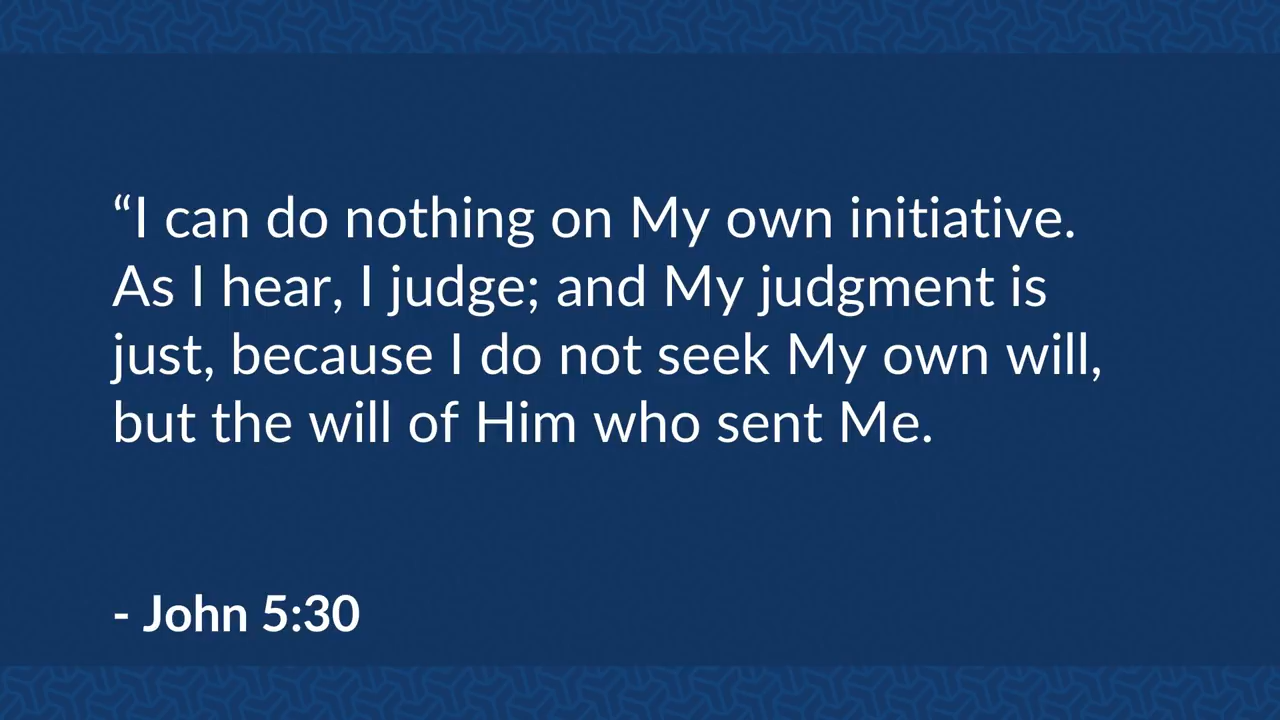 “I can do nothing on My own initiative.
As I hear, I judge; and My judgment is
just, because I do not seek My own will,
but the will of Him who sent Me.
- John 5:30